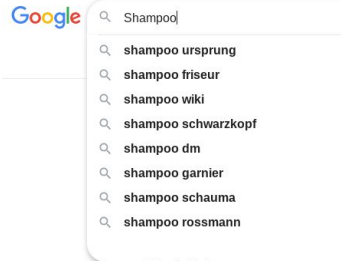 Google
Shampoo
shampoo ursprung
shampoo friseur
shampoo wiki
shampoo schwarzkopf
shampoo dm
shampoo garnier
shampoo schauma
shampoo rossmann